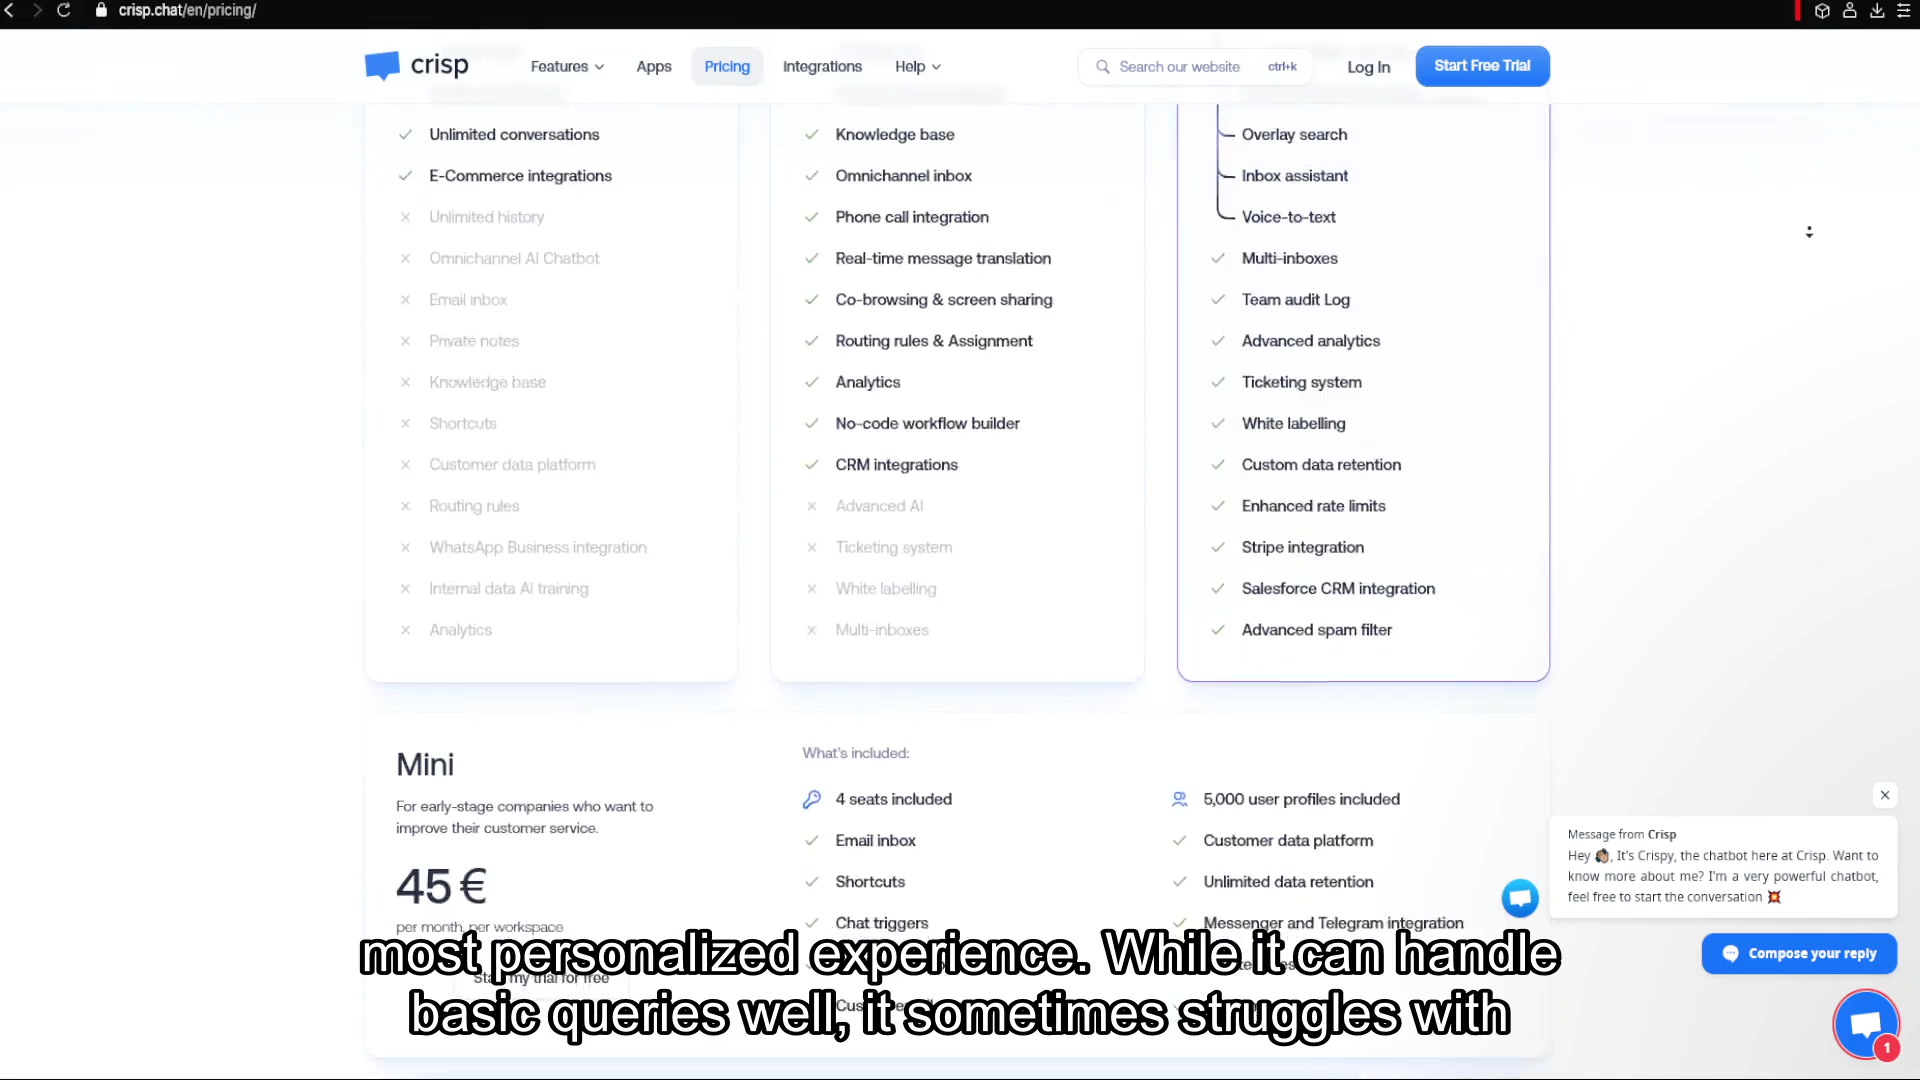 crisp.chat/en/pricing/
crisp
Features
Apps
Pricing
Integrations
Help
Search our website
ctrl+k
Log In
Start Free Trial
Unlimited conversations
E-Commerce integrations
Unlimited history
Omnichannel AI Chatbot
Email inbox
Private notes
Knowledge base
Shortcuts
Customer data platform
Routing rules
WhatsApp Business integration
Internal data AI training
Analytics
Knowledge base
Omnichannel inbox
Phone call integration
Real-time message translation
Co-browsing & screen sharing
Routing rules & Assignment
Analytics
No-code workflow builder
CRM integrations
Advanced AI
Ticketing system
White labelling
Multi-inboxes
Overlay search
Inbox assistant
Voice-to-text
Multi-inboxes
Team audit Log
Advanced analytics
Ticketing system
White labelling
Custom data retention
Enhanced rate limits
Stripe integration
Salesforce CRM integration
Advanced spam filter
Mini
For early-stage companies who want to
improve their customer service.
45 €
per month, per workspace
Start my trial for free
What's included:
4 seats included
Email inbox
Shortcuts
Chat triggers
5,000 user profiles included
Customer data platform
Unlimited data retention
Messenger and Telegram integration
Message from Crisp
Hey 👋🏽, It's Crispy, the chatbot here at Crisp. Want to
know more about me? I'm a very powerful chatbot,
feel free to start the conversation 💥
Compose your reply
1
most personalized experience. While it can handle
basic queries well, it sometimes struggles with